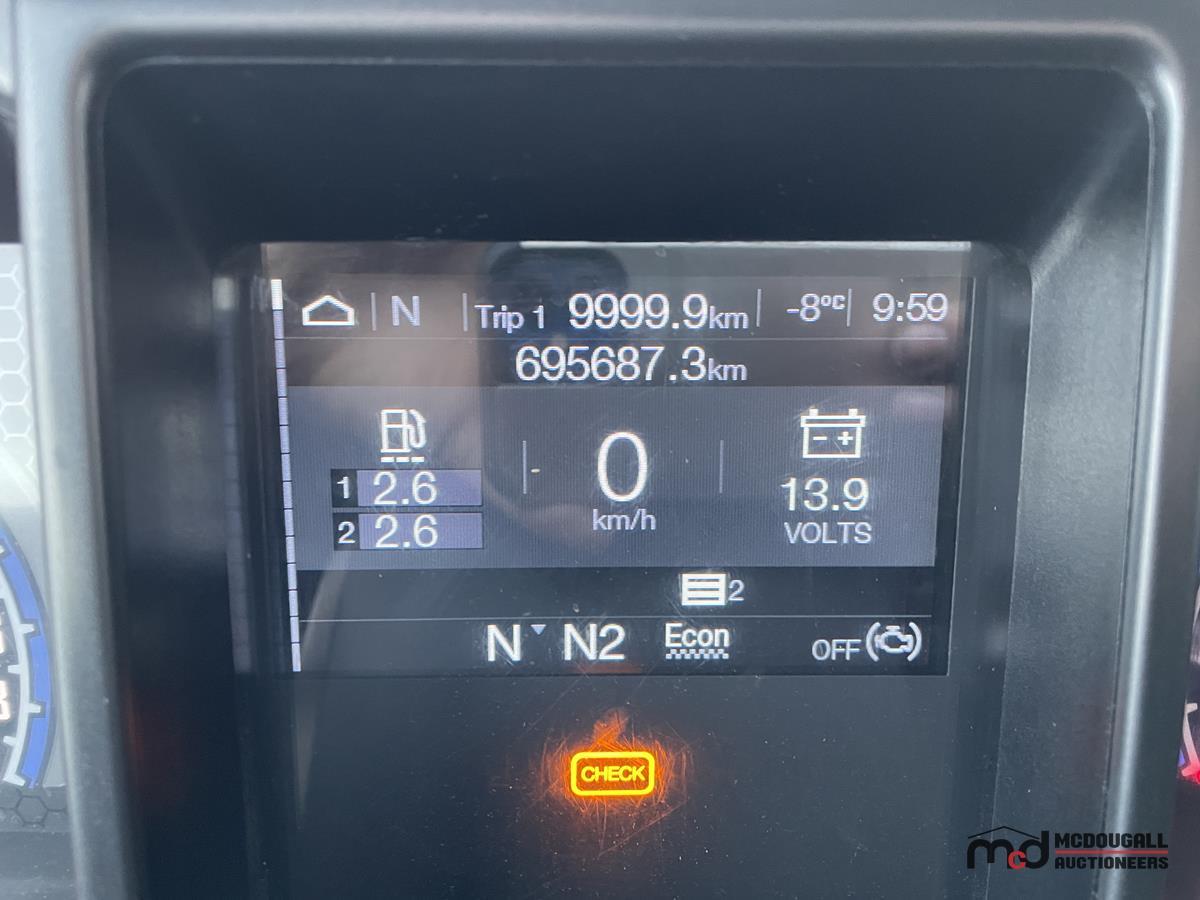 N Trip 1 9999.9km -8°C 9:59
695687.3km
1 2.6
2 2.6
0
km/h
- +
13.9
VOLTS
2
N N2 Econ OFF
CHECK
mcd MCDOUGALL
AUCTIONEERS